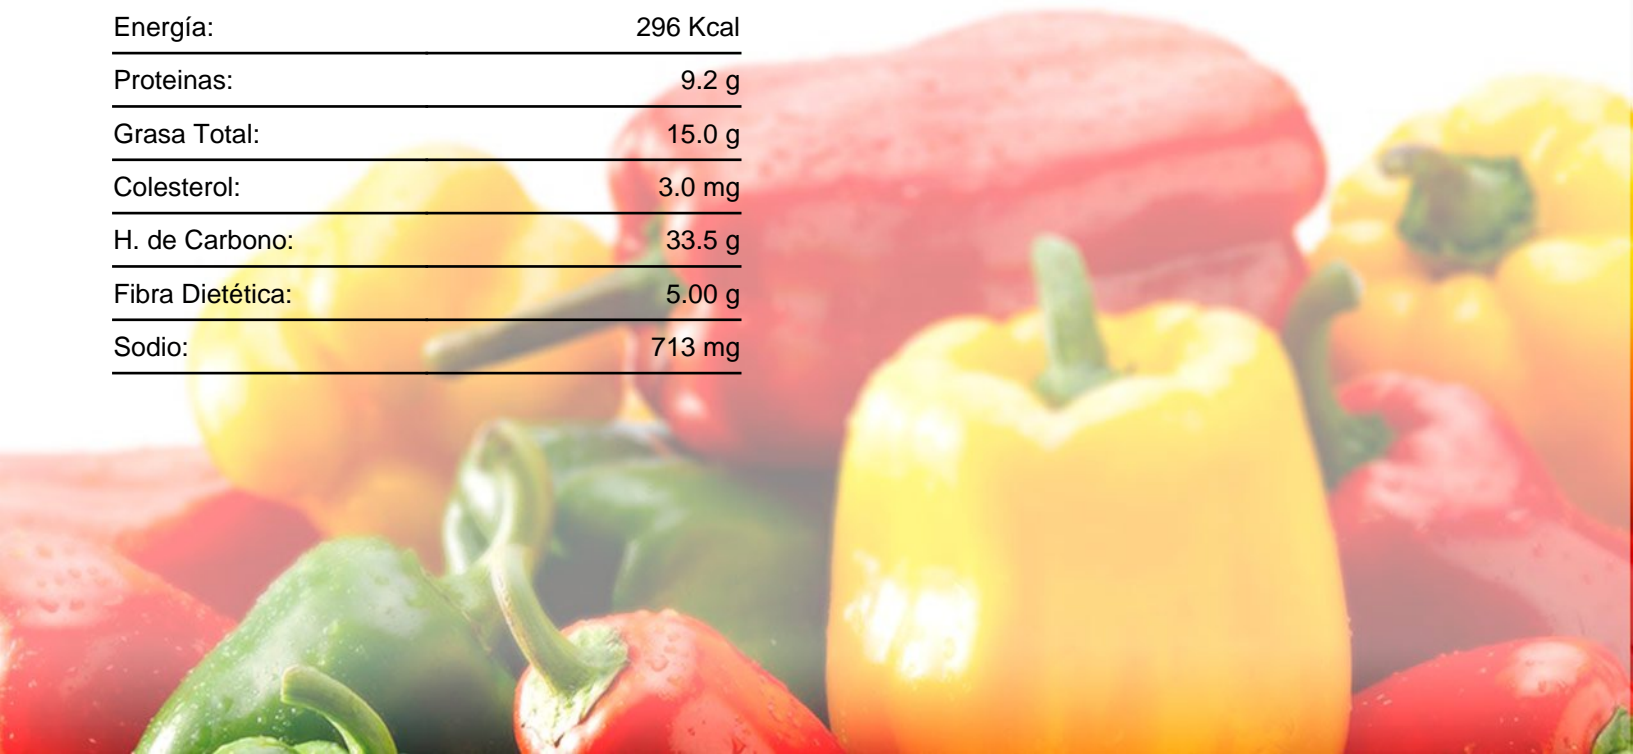 Energía: 296 Kcal
Proteinas: 9.2 g
Grasa Total: 15.0 g
Colesterol: 3.0 mg
H. de Carbono: 33.5 g
Fibra Dietética: 5.00 g
Sodio: 713 mg